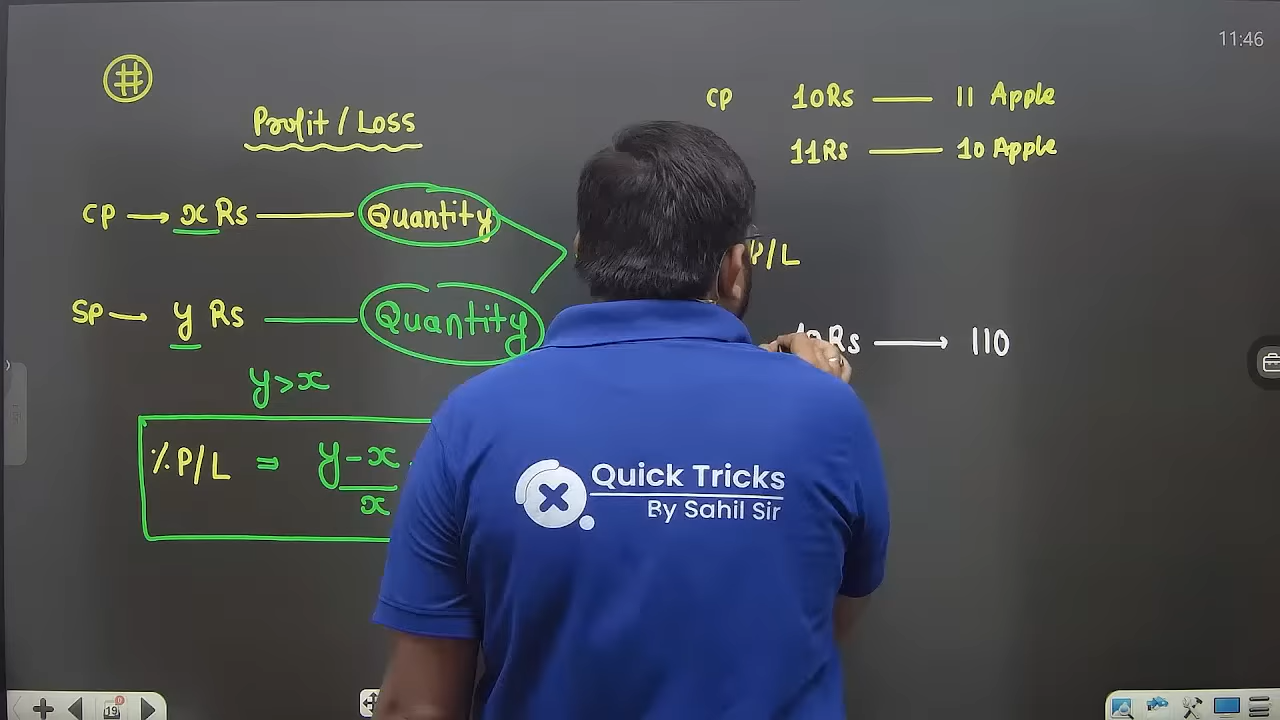 11:46
#
Profit / Loss
CP → x Rs — Quantity
SP → y Rs — Quantity
y > x
% P/L = y - x
x
CP 10Rs — 11 Apple
11Rs — 10 Apple
P/L
Rs → 110
Quick Tricks
By Sahil Sir
19